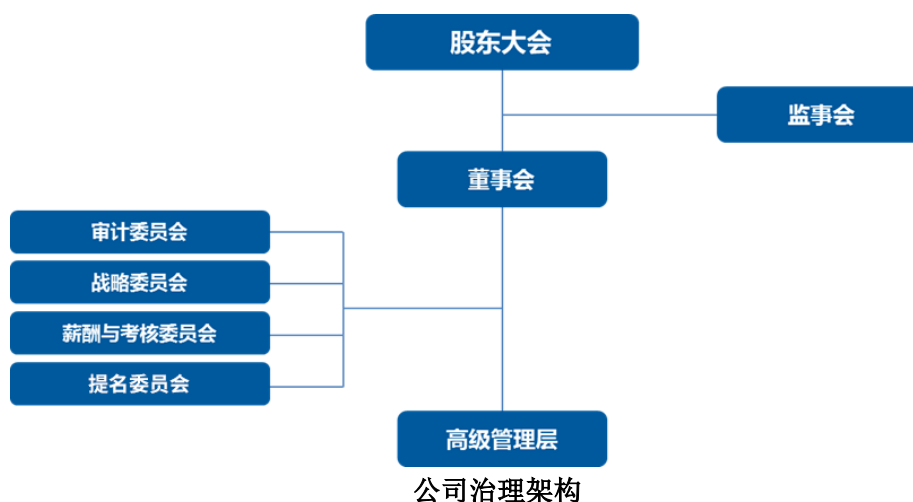 股东大会
监事会
董事会
审计委员会
战略委员会
薪酬与考核委员会
提名委员会
高级管理层
公司治理架构